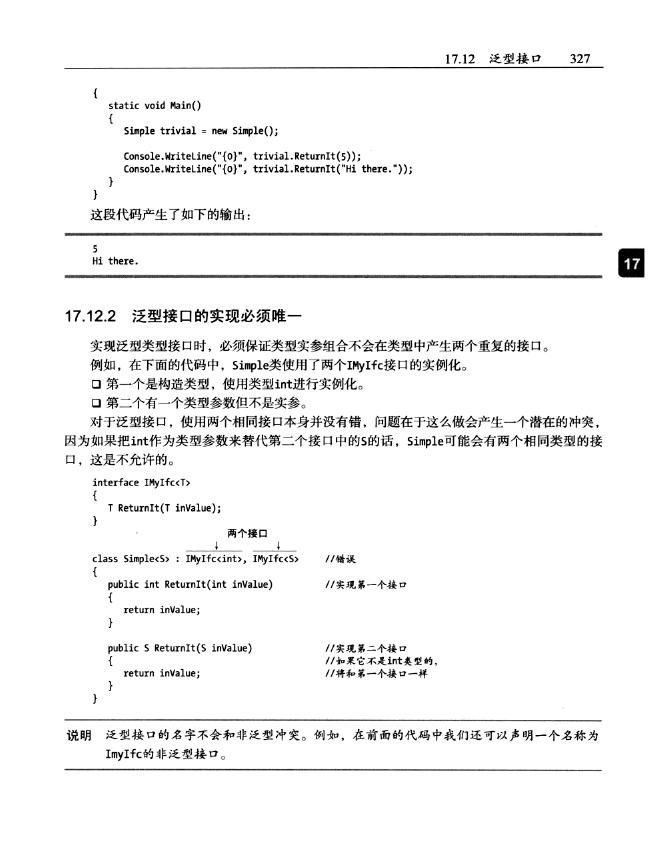 17.12 泛型接口 327
{
static void Main()
{
Simple trivial = new Simple();
Console.WriteLine("{0}", trivial.ReturnIt(5));
Console.WriteLine("{0}", trivial.ReturnIt("Hi there."));
}
}
这段代码产生了如下的输出：
5
Hi there.
17
17.12.2 泛型接口的实现必须唯一
实现泛型类型接口时，必须保证类型实参组合不会在类型中产生两个重复的接口。
例如，在下面的代码中，Simple类使用了两个IMyIfc接口的实例化。
❑ 第一个是构造类型，使用类型int进行实例化。
❑ 第二个有一个类型参数但不是实参。
对于泛型接口，使用两个相同接口本身并没有错，问题在于这么做会产生一个潜在的冲突，
因为如果把int作为类型参数来替代第二个接口中的S的话，Simple可能会有两个相同类型的接
口，这是不允许的。
interface IMyIfc<T>
{
T ReturnIt(T inValue);
}
两个接口
↓ ↓
class Simple<S> : IMyIfc<int>, IMyIfc<S> //错误
{
public int ReturnIt(int inValue) //实现第一个接口
{
return inValue;
}
public S ReturnIt(S inValue) //实现第二个接口
{ //如果它不是int类型的，
return inValue; //将和第一个接口一样
}
}
说明 泛型接口的名字不会和非泛型冲突。例如，在前面的代码中我们还可以声明一个名称为
ImyIfc的非泛型接口。